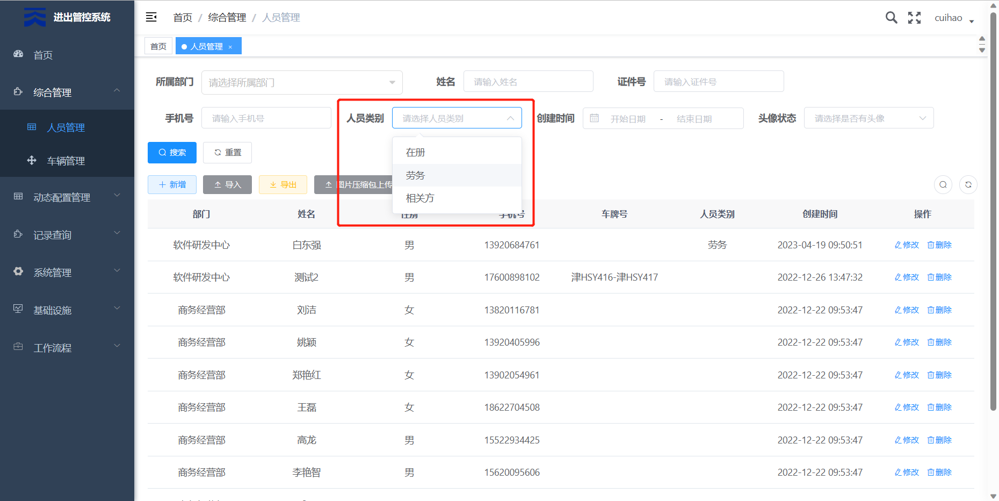 进出管控系统
首页 / 综合管理 / 人员管理
cuihao
首页
人员管理 ×
首页
综合管理
人员管理
车辆管理
动态配置管理
记录查询
系统管理
基础设施
工作流程
所属部门 请选择所属部门 姓名 请输入姓名 证件号 请输入证件号
手机号 请输入手机号 人员类别 请选择人员类别 创建时间 开始日期 - 结束日期 头像状态 请选择是否有头像
搜索 重置
在册
劳务
相关方
新增 导入 导出 图片压缩包上传
部门 姓名 性别 手机号 车牌号 人员类别 创建时间 操作
软件研发中心 白东强 男 13920684761 劳务 2023-04-19 09:50:51 修改 删除
软件研发中心 测试2 男 17600898102 津HSY416-津HSY417 2022-12-26 13:47:32 修改 删除
商务经营部 刘洁 女 13820116781 2022-12-22 09:53:47 修改 删除
商务经营部 姚颖 女 13920405996 2022-12-22 09:53:47 修改 删除
商务经营部 郑艳红 女 13902054961 2022-12-22 09:53:47 修改 删除
商务经营部 王磊 女 18622704508 2022-12-22 09:53:47 修改 删除
商务经营部 高龙 男 15522934425 2022-12-22 09:53:47 修改 删除
商务经营部 李艳智 男 15620095606 2022-12-22 09:53:47 修改 删除